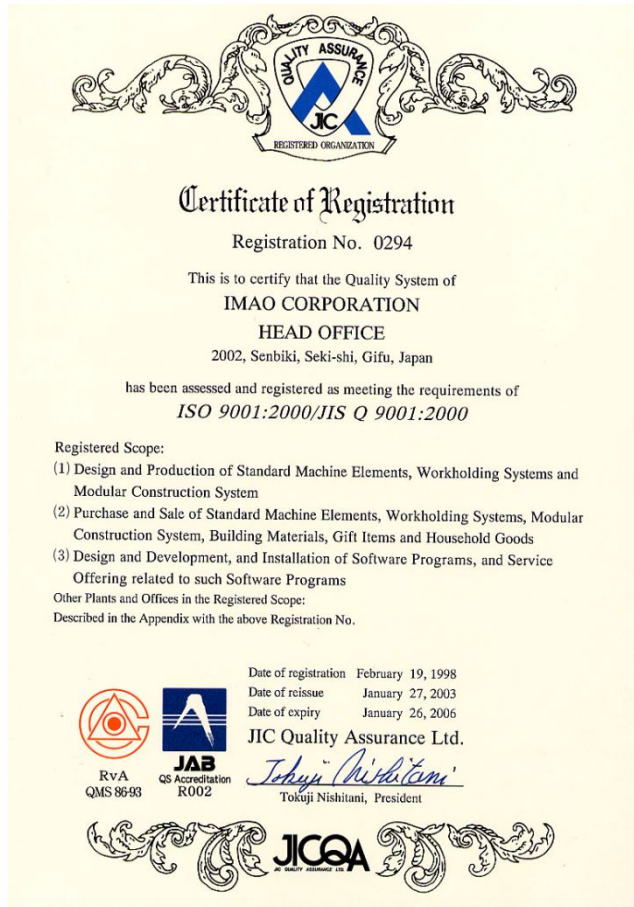 QUALITY ASSURANCE
JIC
REGISTERED ORGANIZATION
Certificate of Registration
Registration No. 0294
This is to certify that the Quality System of
IMAO CORPORATION
HEAD OFFICE
2002, Senbiki, Seki-shi, Gifu, Japan
has been assessed and registered as meeting the requirements of
ISO 9001:2000/JIS Q 9001:2000
Registered Scope:
(1) Design and Production of Standard Machine Elements, Workholding Systems and
Modular Construction System
(2) Purchase and Sale of Standard Machine Elements, Workholding Systems, Modular
Construction System, Building Materials, Gift Items and Household Goods
(3) Design and Development, and Installation of Software Programs, and Service
Offering related to such Software Programs
Other Plants and Offices in the Registered Scope:
Described in the Appendix with the above Registration No.
Date of registration February 19, 1998
Date of reissue January 27, 2003
Date of expiry January 26, 2006
JIC Quality Assurance Ltd.
RvA
QMS 86-93
JAB
QS Accreditation
R002
Tokuji Nishitani
Tokuji Nishitani, President
JICQA
JIC QUALITY ASSURANCE LTD.